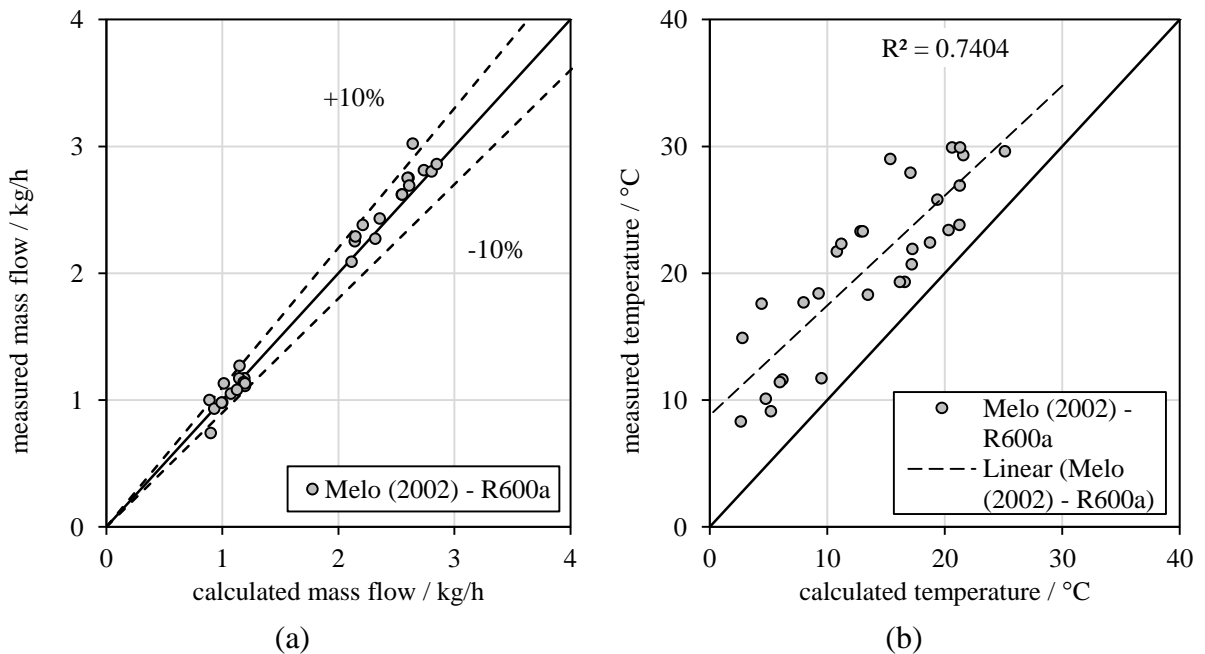 4
3
2
1
0
0
1
2
3
4
measured mass flow / kg/h
calculated mass flow / kg/h
+10%
-10%
Melo (2002) - R600a
(a)
40
30
20
10
0
0
10
20
30
40
measured temperature / °C
calculated temperature / °C
R² = 0.7404
Melo (2002) -
R600a
Linear (Melo
(2002) - R600a)
(b)